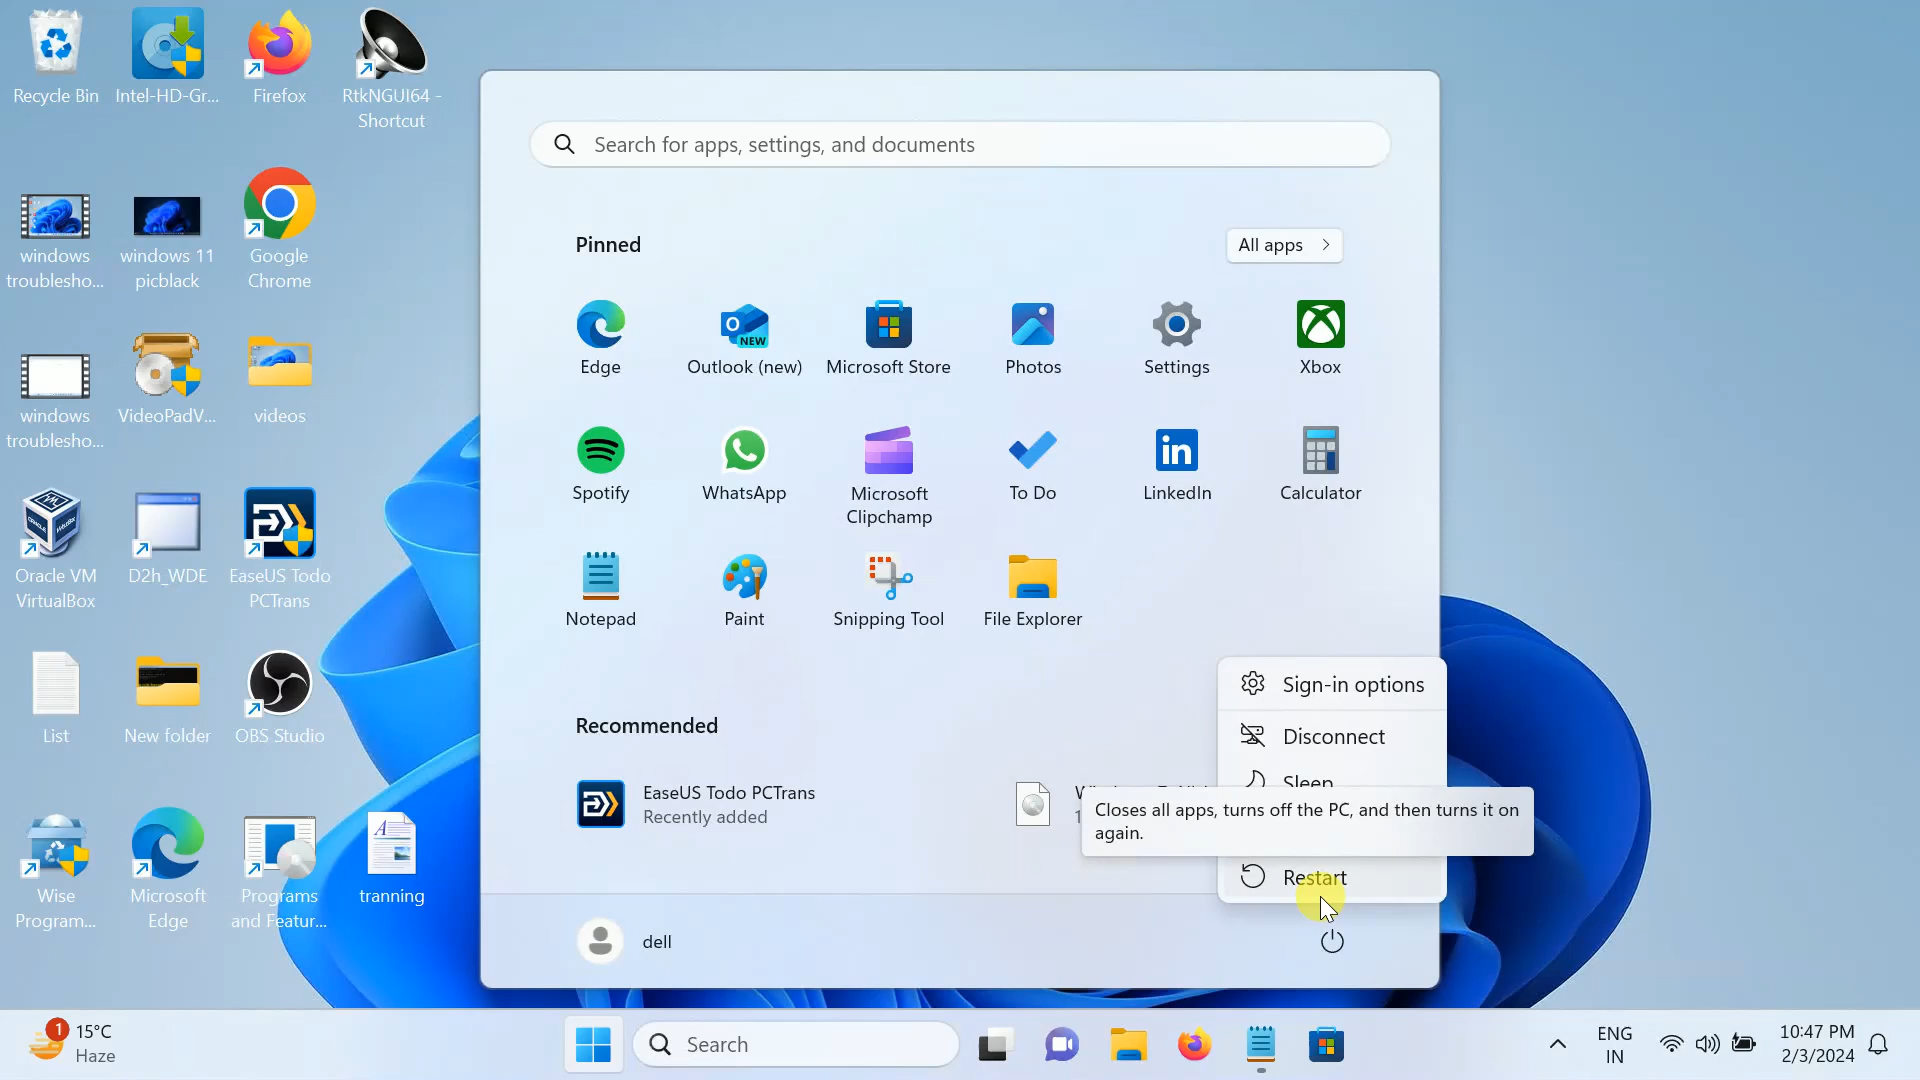 Recycle Bin
Intel-HD-Gr...
Firefox
RtkNGUI64 -
Shortcut
windows
troublesho...
windows 11
picblack
Google
Chrome
windows
troublesho...
VideoPadV...
videos
Oracle VM
VirtualBox
D2h_WDE
EaseUS Todo
PCTrans
List
New folder
OBS Studio
Wise
Program...
Microsoft
Edge
Programs
and Featur...
tranning
Search for apps, settings, and documents
Pinned
All apps
Edge
Outlook (new)
Microsoft Store
Photos
Settings
Xbox
Spotify
WhatsApp
Microsoft
Clipchamp
To Do
LinkedIn
Calculator
Notepad
Paint
Snipping Tool
File Explorer
Recommended
EaseUS Todo PCTrans
Recently added
Sign-in options
Disconnect
Sleep
Closes all apps, turns off the PC, and then turns it on
again.
Restart
dell
1
15°C
Haze
Search
ENG
IN
10:47 PM
2/3/2024